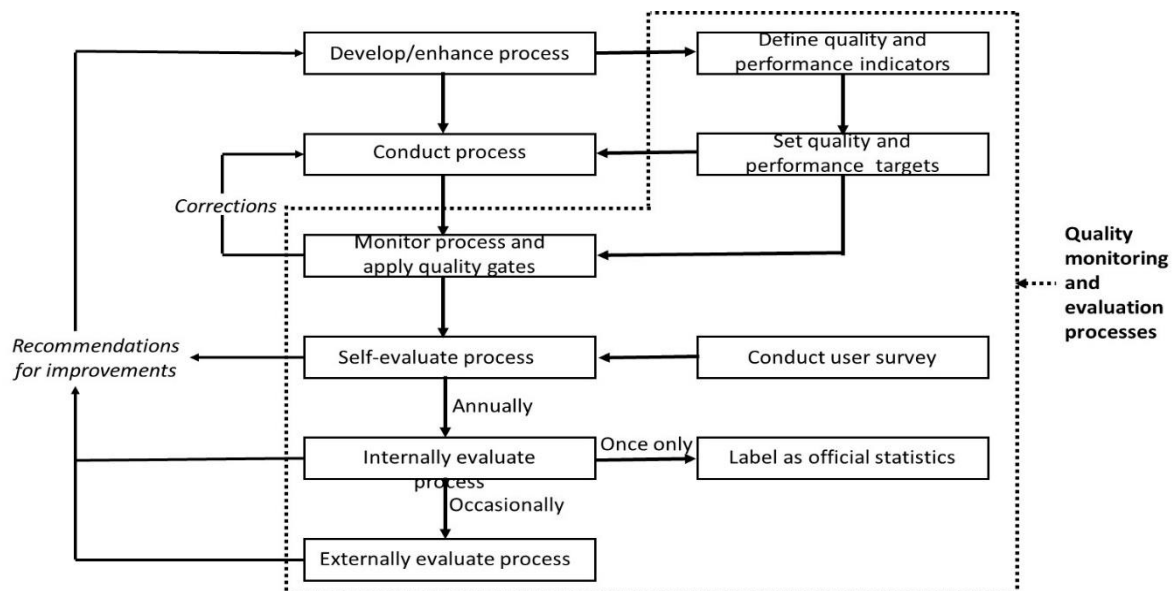 Develop/enhance process
Define quality and
performance indicators
Conduct process
Set quality and
performance targets
Corrections
Monitor process and
apply quality gates
Quality
monitoring
and
evaluation
processes
Recommendations
for improvements
Self-evaluate process
Conduct user survey
Annually
Internally evaluate
process
Once only
Label as official statistics
Occasionally
Externally evaluate process